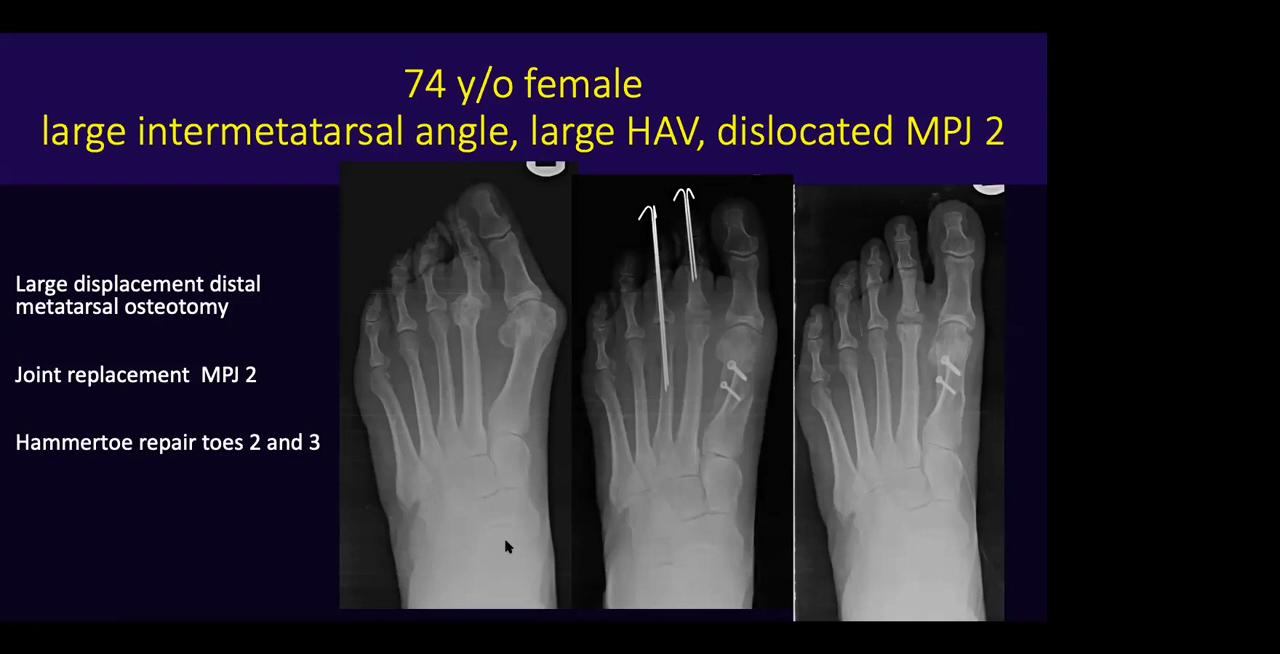 74 y/o female
large intermetatarsal angle, large HAV, dislocated MPJ 2
Large displacement distal
metatarsal osteotomy
Joint replacement MPJ 2
Hammertoe repair toes 2 and 3